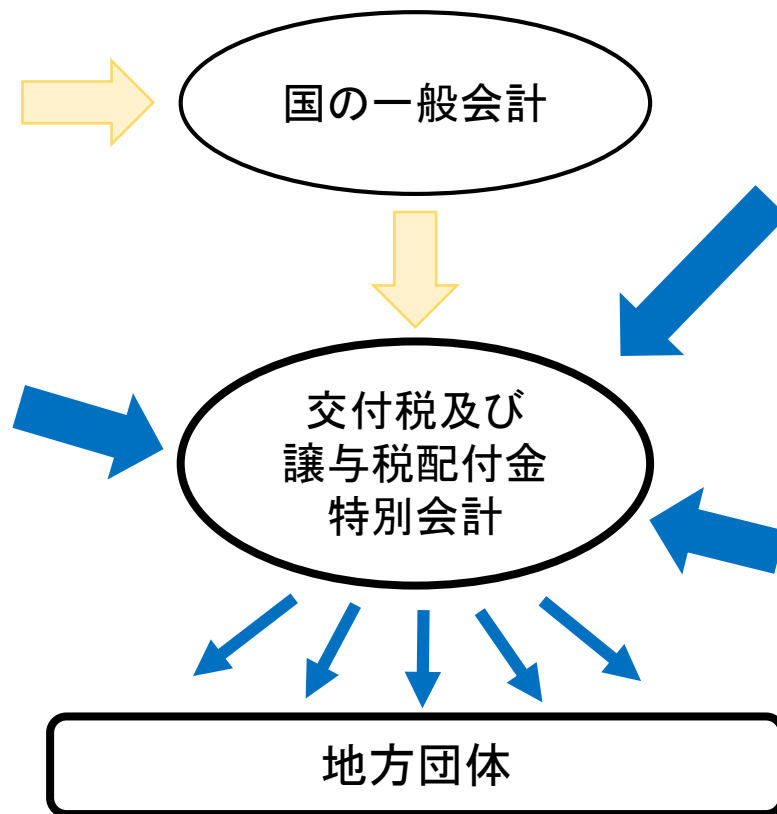 国の一般会計
交付税及び
譲与税配付金
特別会計
地方団体